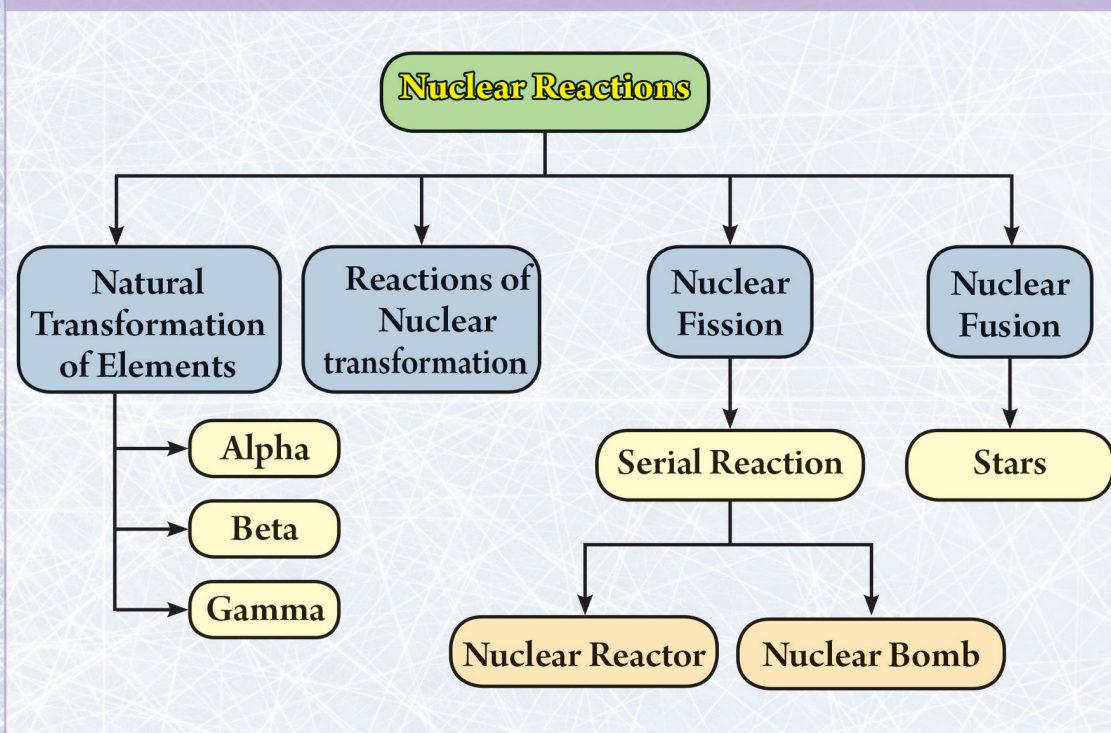 Nuclear Reactions
Natural
Transformation
of Elements
Reactions of
Nuclear
transformation
Nuclear
Fission
Nuclear
Fusion
Alpha
Beta
Gamma
Serial Reaction
Stars
Nuclear Reactor
Nuclear Bomb